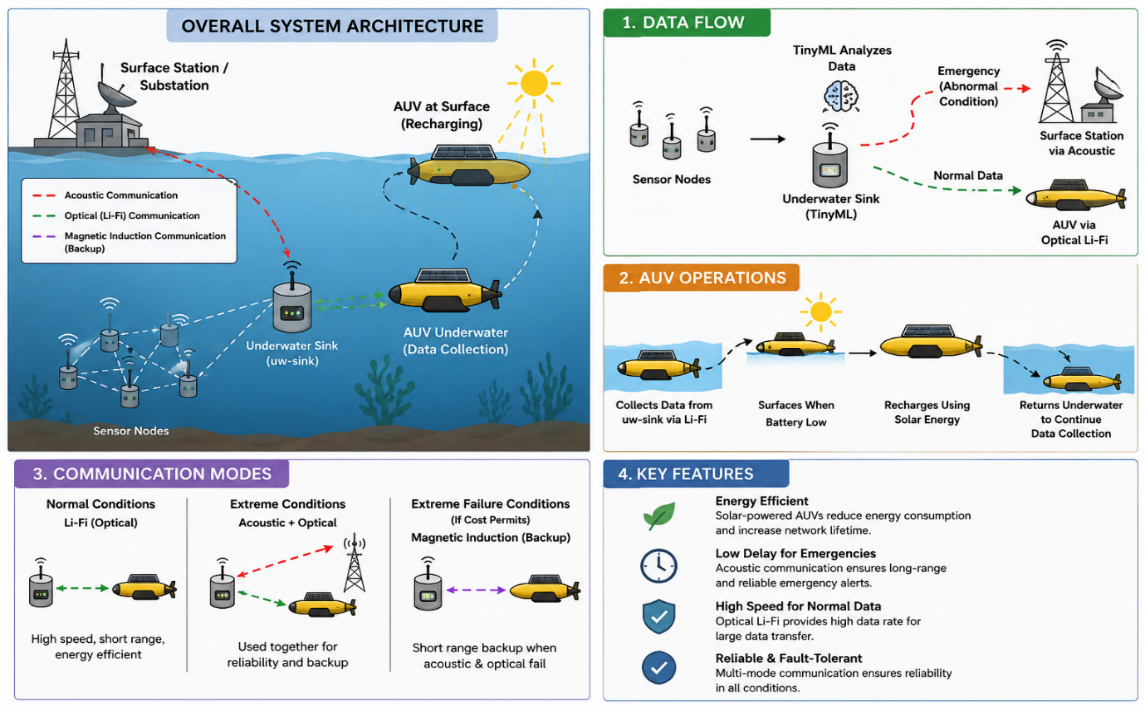 OVERALL SYSTEM ARCHITECTURE
Surface Station /
Substation
AUV at Surface
(Recharging)
Acoustic Communication
Optical (Li-Fi) Communication
Magnetic Induction Communication
(Backup)
Underwater Sink
(uw-sink)
AUV Underwater
(Data Collection)
Sensor Nodes
1. DATA FLOW
TinyML Analyzes
Data
Emergency
(Abnormal
Condition)
Surface Station
via Acoustic
Sensor Nodes
Normal Data
Underwater Sink
(TinyML)
AUV via
Optical Li-Fi
2. AUV OPERATIONS
Collects Data from
uw-sink via Li-Fi
Surfaces When
Battery Low
Recharges Using
Solar Energy
Returns Underwater
to Continue
Data Collection
3. COMMUNICATION MODES
Normal Conditions
Li-Fi (Optical)
High speed, short range,
energy efficient
Extreme Conditions
Acoustic + Optical
Used together for
reliability and backup
Extreme Failure Conditions
(If Cost Permits)
Magnetic Induction (Backup)
Short range backup when
acoustic & optical fail
4. KEY FEATURES
Energy Efficient
Solar-powered AUVs reduce energy consumption
and increase network lifetime.
Low Delay for Emergencies
Acoustic communication ensures long-range
and reliable emergency alerts.
High Speed for Normal Data
Optical Li-Fi provides high data rate for
large data transfer.
Reliable & Fault-Tolerant
Multi-mode communication ensures reliability
in all conditions.